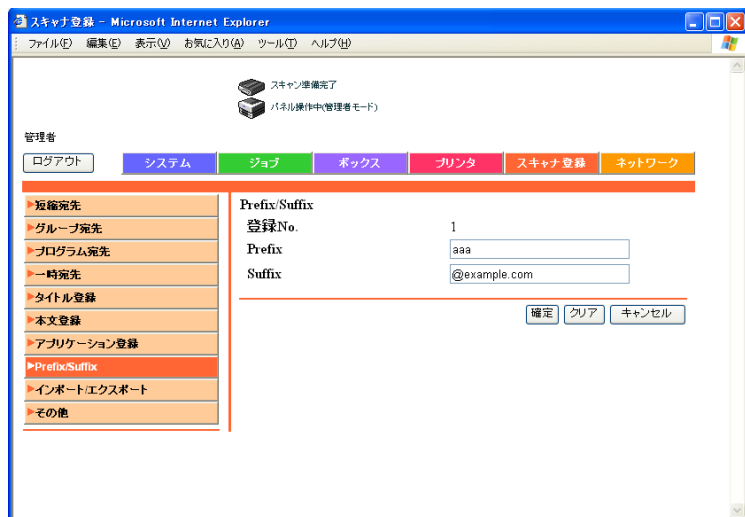 スキャナ登録 - Microsoft Internet Explorer
ファイル(F) 編集(E) 表示(V) お気に入り(A) ツール(T) ヘルプ(H)
スキャン準備完了
パネル操作中(管理者モード)
管理者
ログアウト システム ジョブ ボックス プリンタ スキャナ登録 ネットワーク
▶短縮宛先
▶グループ宛先
▶プログラム宛先
▶一時宛先
▶タイトル登録
▶本文登録
▶アプリケーション登録
▶Prefix/Suffix
▶インポート/エクスポート
▶その他
Prefix/Suffix
登録No. 1
Prefix aaa
Suffix @example.com
確定 クリア キャンセル